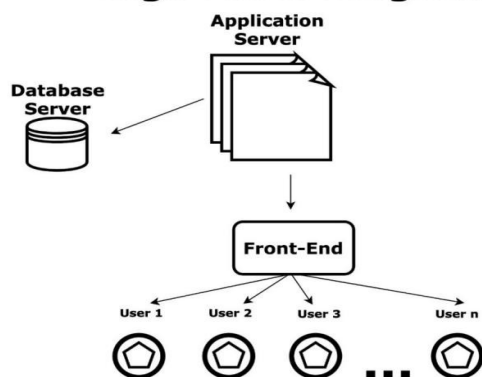 Application
Server
Database
Server
Front-End
User 1
User 2
User 3
...
User n